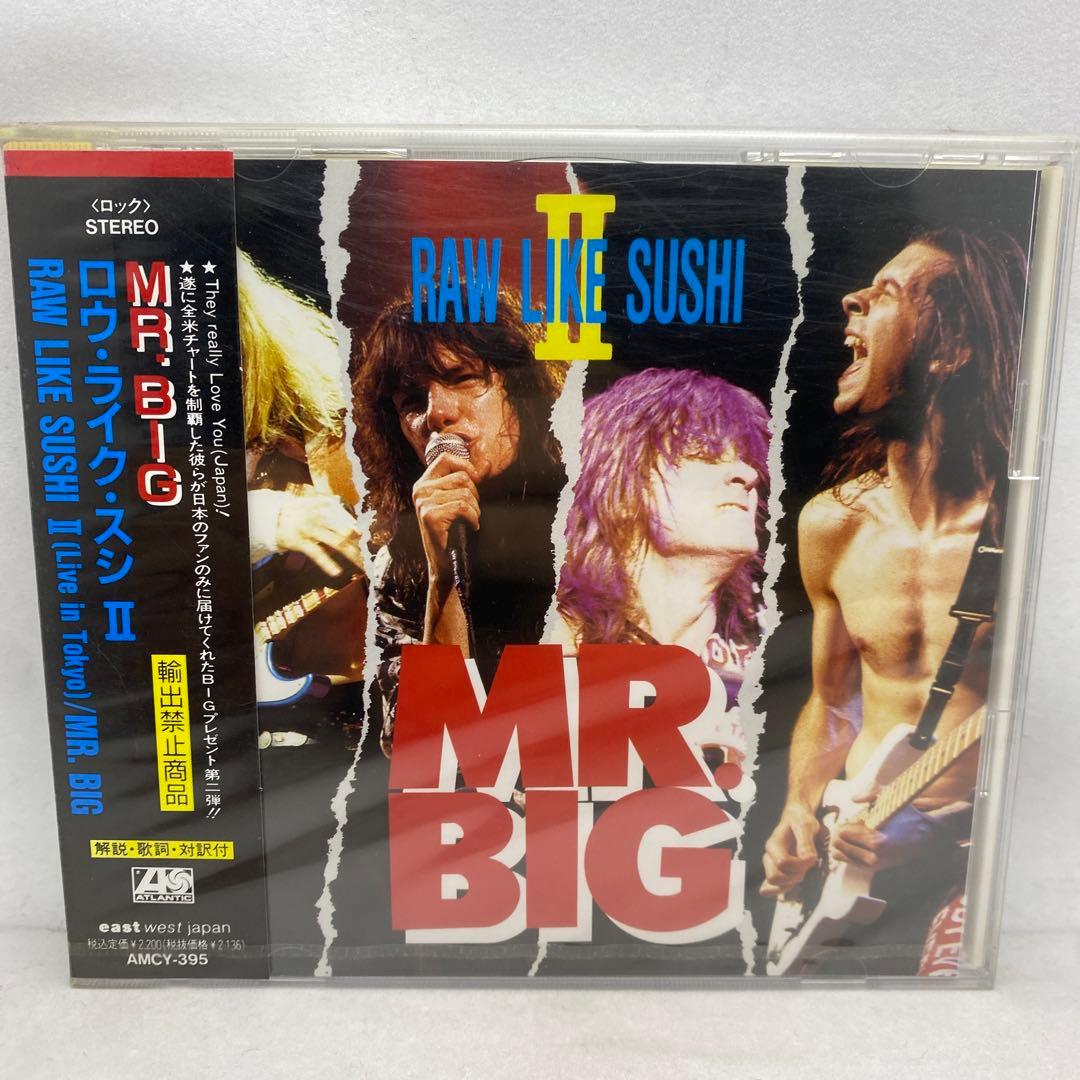 〈ロック〉
STEREO
★They really Love You(Japan)!
★遂に全米チャートを制覇した彼らが日本のファンのみに届けてくれたBIGプレゼント第二弾!!
MR.BIG
ロウ・ライク・スシ II
RAW LIKE SUSHI II(Live in Tokyo)/MR. BIG
輸出禁止商品
解説・歌詞・対訳付
ATLANTIC
east west japan
税込定価¥2,200(税抜価格¥2,136)
AMCY-395
RAW LIKE SUSHI
II
MR.
BIG